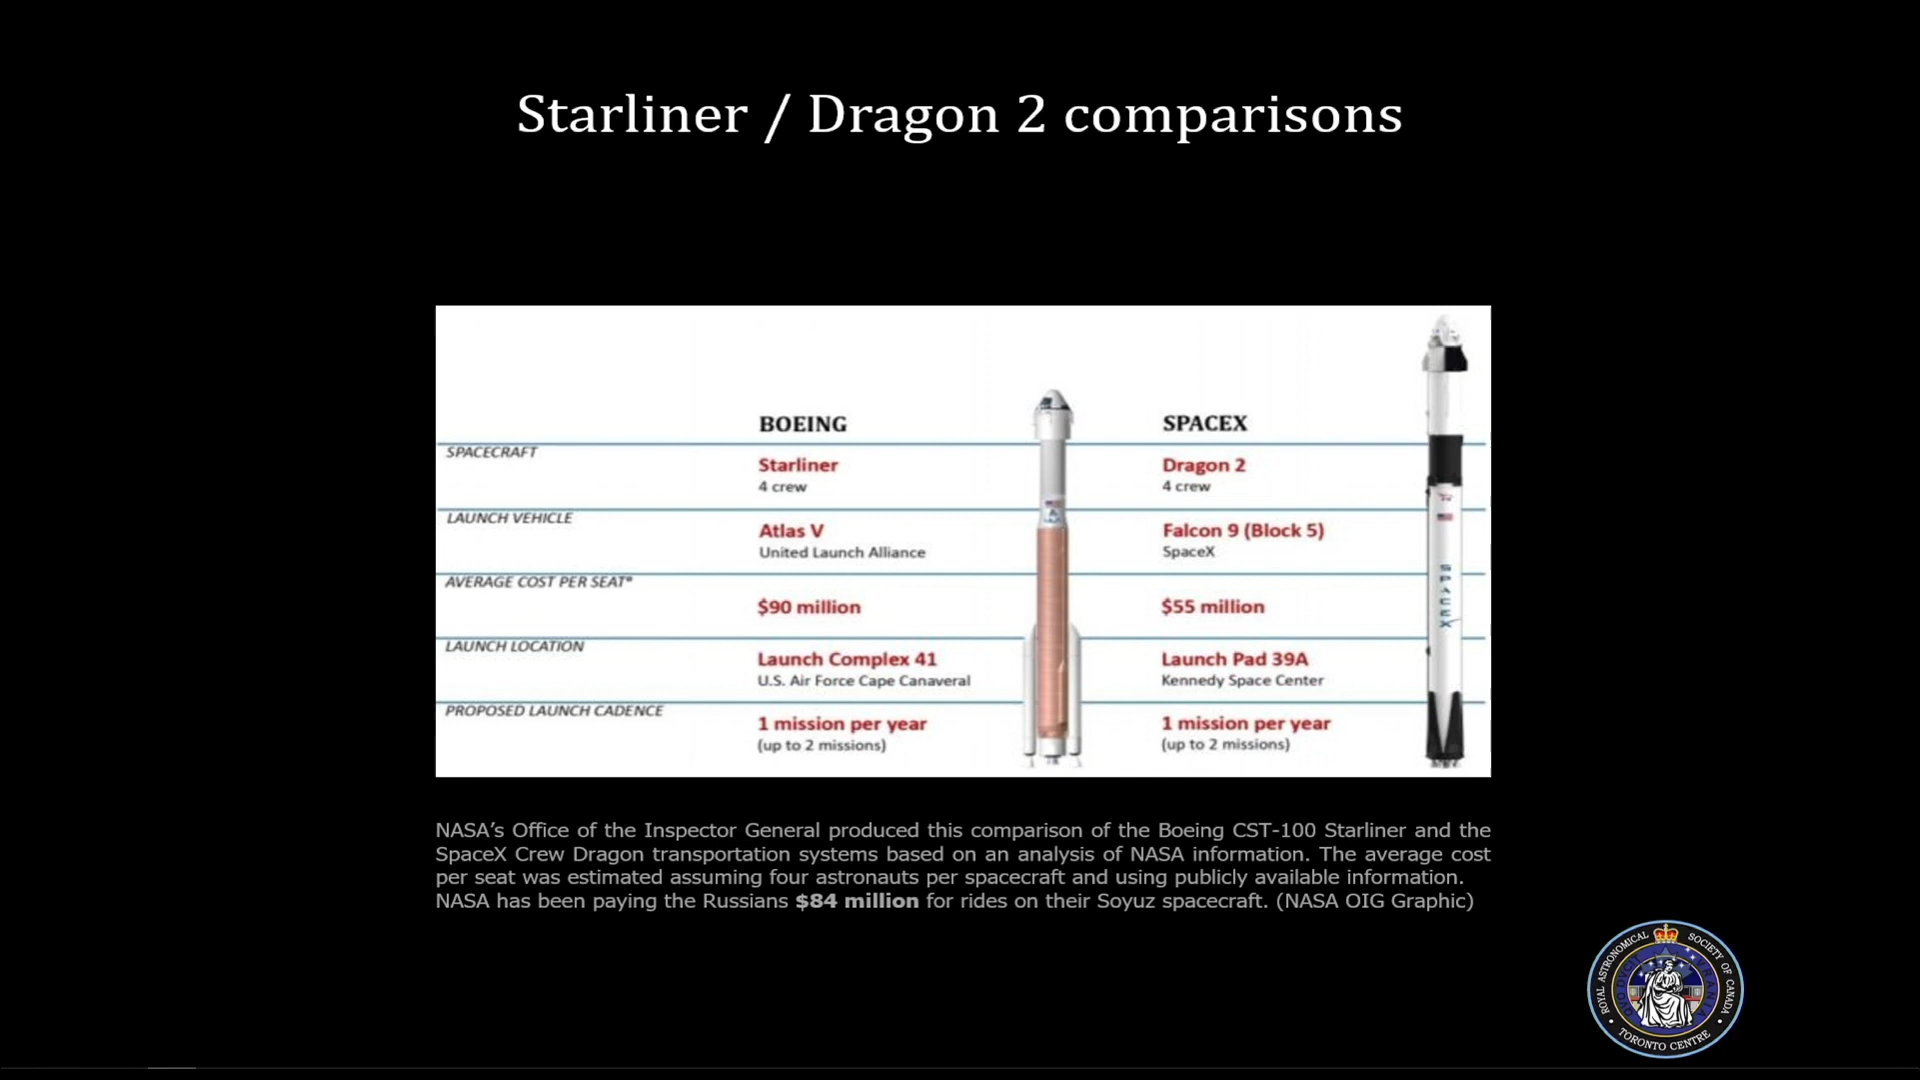 Starliner / Dragon 2 comparisons
BOEING
SPACEX
SPACECRAFT
Starliner
4 crew
Dragon 2
4 crew
LAUNCH VEHICLE
Atlas V
United Launch Alliance
Falcon 9 (Block 5)
SpaceX
AVERAGE COST PER SEAT*
$90 million
$55 million
SPACEX
LAUNCH LOCATION
Launch Complex 41
U.S. Air Force Cape Canaveral
Launch Pad 39A
Kennedy Space Center
PROPOSED LAUNCH CADENCE
1 mission per year
(up to 2 missions)
1 mission per year
(up to 2 missions)
NASA’s Office of the Inspector General produced this comparison of the Boeing CST-100 Starliner and the
SpaceX Crew Dragon transportation systems based on an analysis of NASA information. The average cost
per seat was estimated assuming four astronauts per spacecraft and using publicly available information.
NASA has been paying the Russians $84 million for rides on their Soyuz spacecraft. (NASA OIG Graphic)
ROYAL ASTRONOMICAL SOCIETY OF CANADA
TORONTO CENTRE